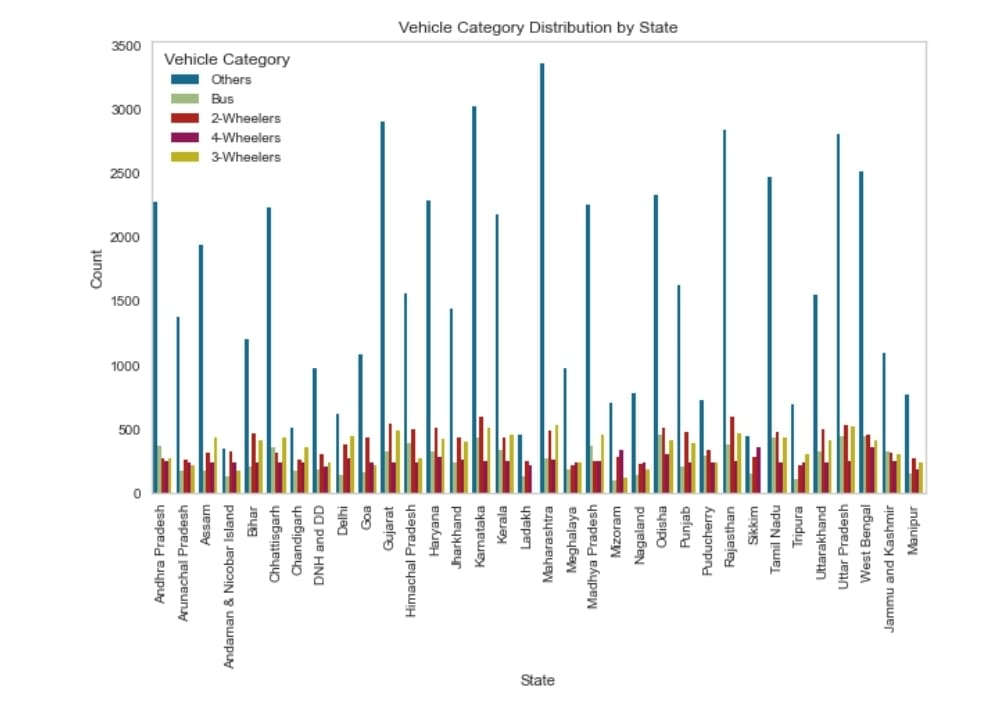 Vehicle Category Distribution by State
3500
3000
2500
2000
1500
1000
500
0
Count
Vehicle Category
Others
Bus
2-Wheelers
4-Wheelers
3-Wheelers
Andhra Pradesh
Arunachal Pradesh
Assam
Andaman & Nicobar Island
Bihar
Chhattisgarh
Chandigarh
DNH and DD
Delhi
Goa
Gujarat
Himachal Pradesh
Haryana
Jharkhand
Karnataka
Kerala
Ladakh
Maharashtra
Meghalaya
Madhya Pradesh
Mizoram
Nagaland
Odisha
Punjab
Puducherry
Rajasthan
Sikkim
Tamil Nadu
Tripura
Uttarakhand
Uttar Pradesh
West Bengal
Jammu and Kashmir
Manipur
State